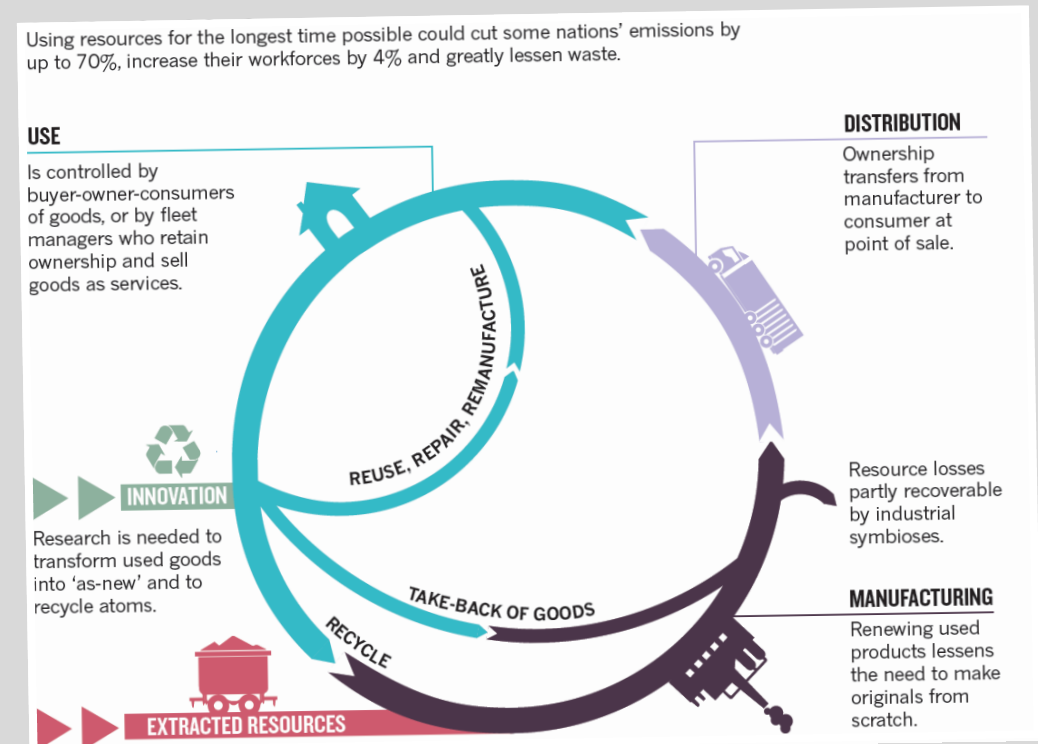 Using resources for the longest time possible could cut some nations' emissions by
up to 70%, increase their workforces by 4% and greatly lessen waste.
USE
Is controlled by
buyer-owner-consumers
of goods, or by fleet
managers who retain
ownership and sell
goods as services.
DISTRIBUTION
Ownership
transfers from
manufacturer to
consumer at
point of sale.
REUSE, REPAIR, REMANUFACTURE
INNOVATION
Research is needed to
transform used goods
into ‘as-new’ and to
recycle atoms.
Resource losses
partly recoverable
by industrial
symbioses.
TAKE-BACK OF GOODS
RECYCLE
MANUFACTURING
Renewing used
products lessens
the need to make
originals from
scratch.
EXTRACTED RESOURCES